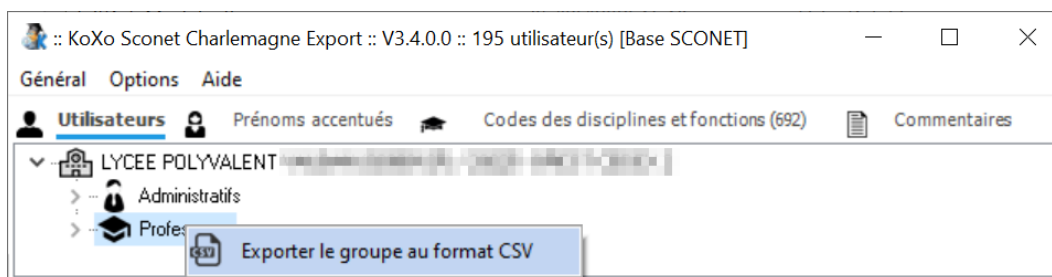 :: KoXo Sconet Charlemagne Export :: V3.4.0.0 :: 195 utilisateur(s) [Base SCONET]
Général Options Aide
Utilisateurs Prénoms accentués Codes des disciplines et fonctions (692) Commentaires
LYCEE POLYVALENT
Administratifs
Profes
CSV Exporter le groupe au format CSV